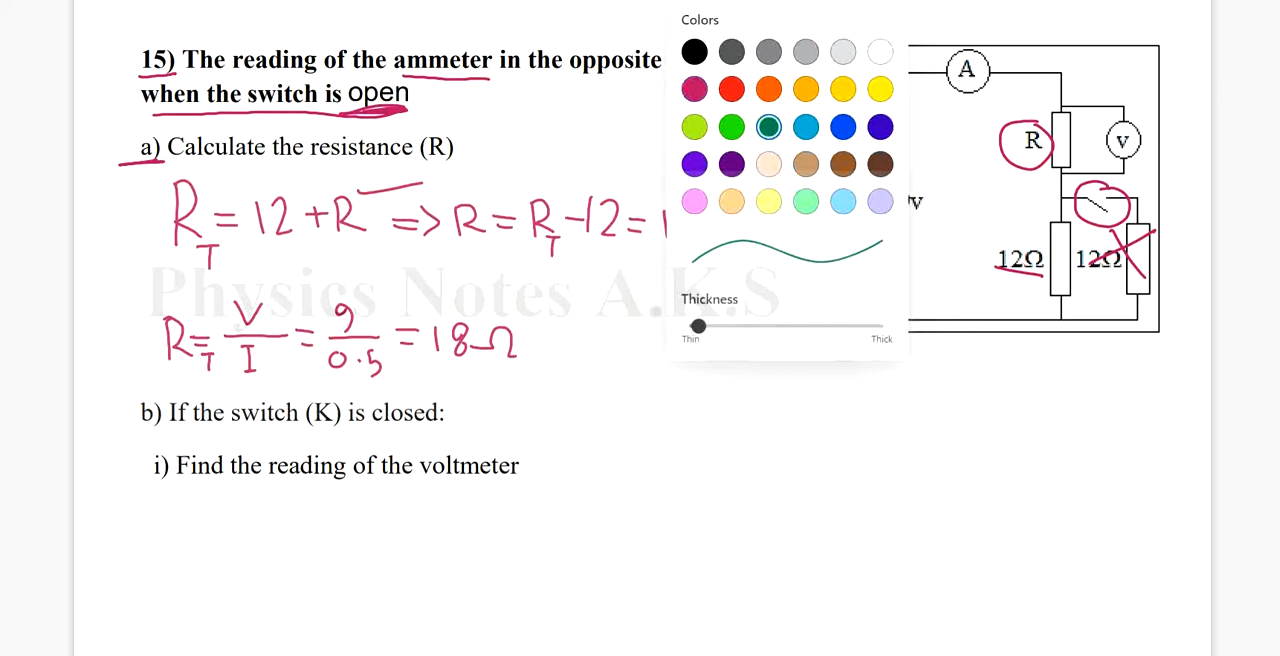 Colors
15) The reading of the ammeter in the opposite
when the switch is open
a) Calculate the resistance (R)
R_T = 12 + R => R = R_T - 12 = 1
Physics Notes A.K.S
R_T = V/I = 9/0.5 = 18Ω
Thickness
Thin
Thick
b) If the switch (K) is closed:
i) Find the reading of the voltmeter
A
R
V
V
12Ω
12Ω